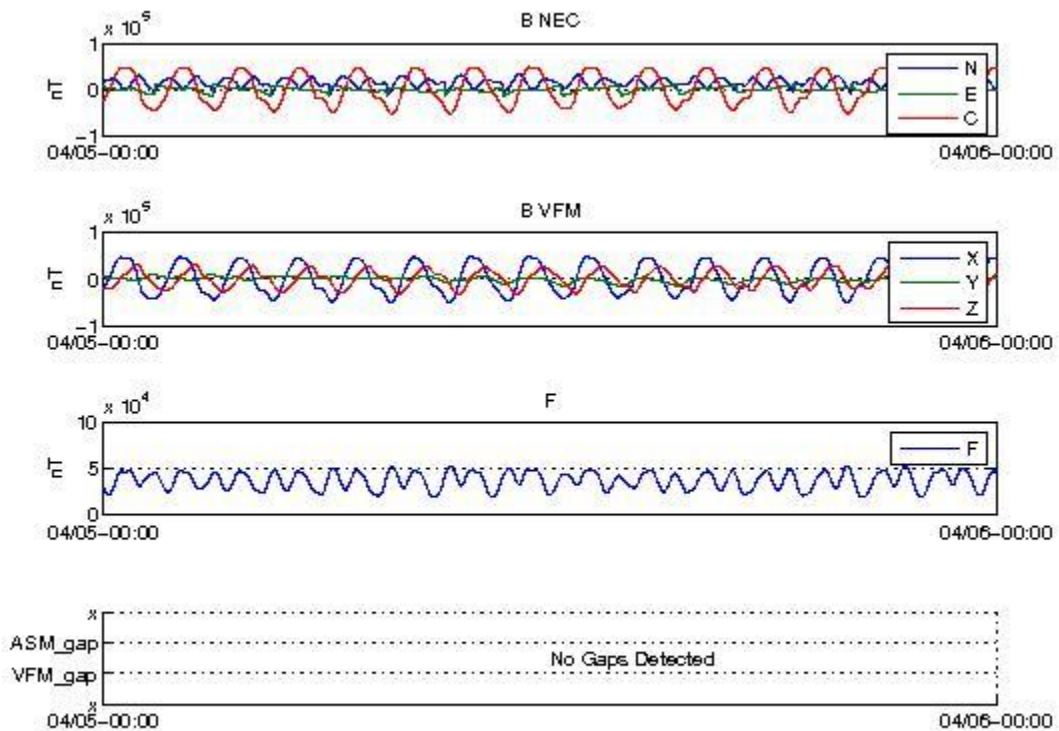 B NEC
x 10^5
1
0
−1
nT
N
E
C
04/05−00:00
04/06−00:00
B VFM
x 10^5
1
0
−1
nT
X
Y
Z
04/05−00:00
04/06−00:00
F
x 10^4
10
5
0
nT
F
04/05−00:00
04/06−00:00
x
ASM_gap
VFM_gap
x
No Gaps Detected
04/05−00:00
04/06−00:00